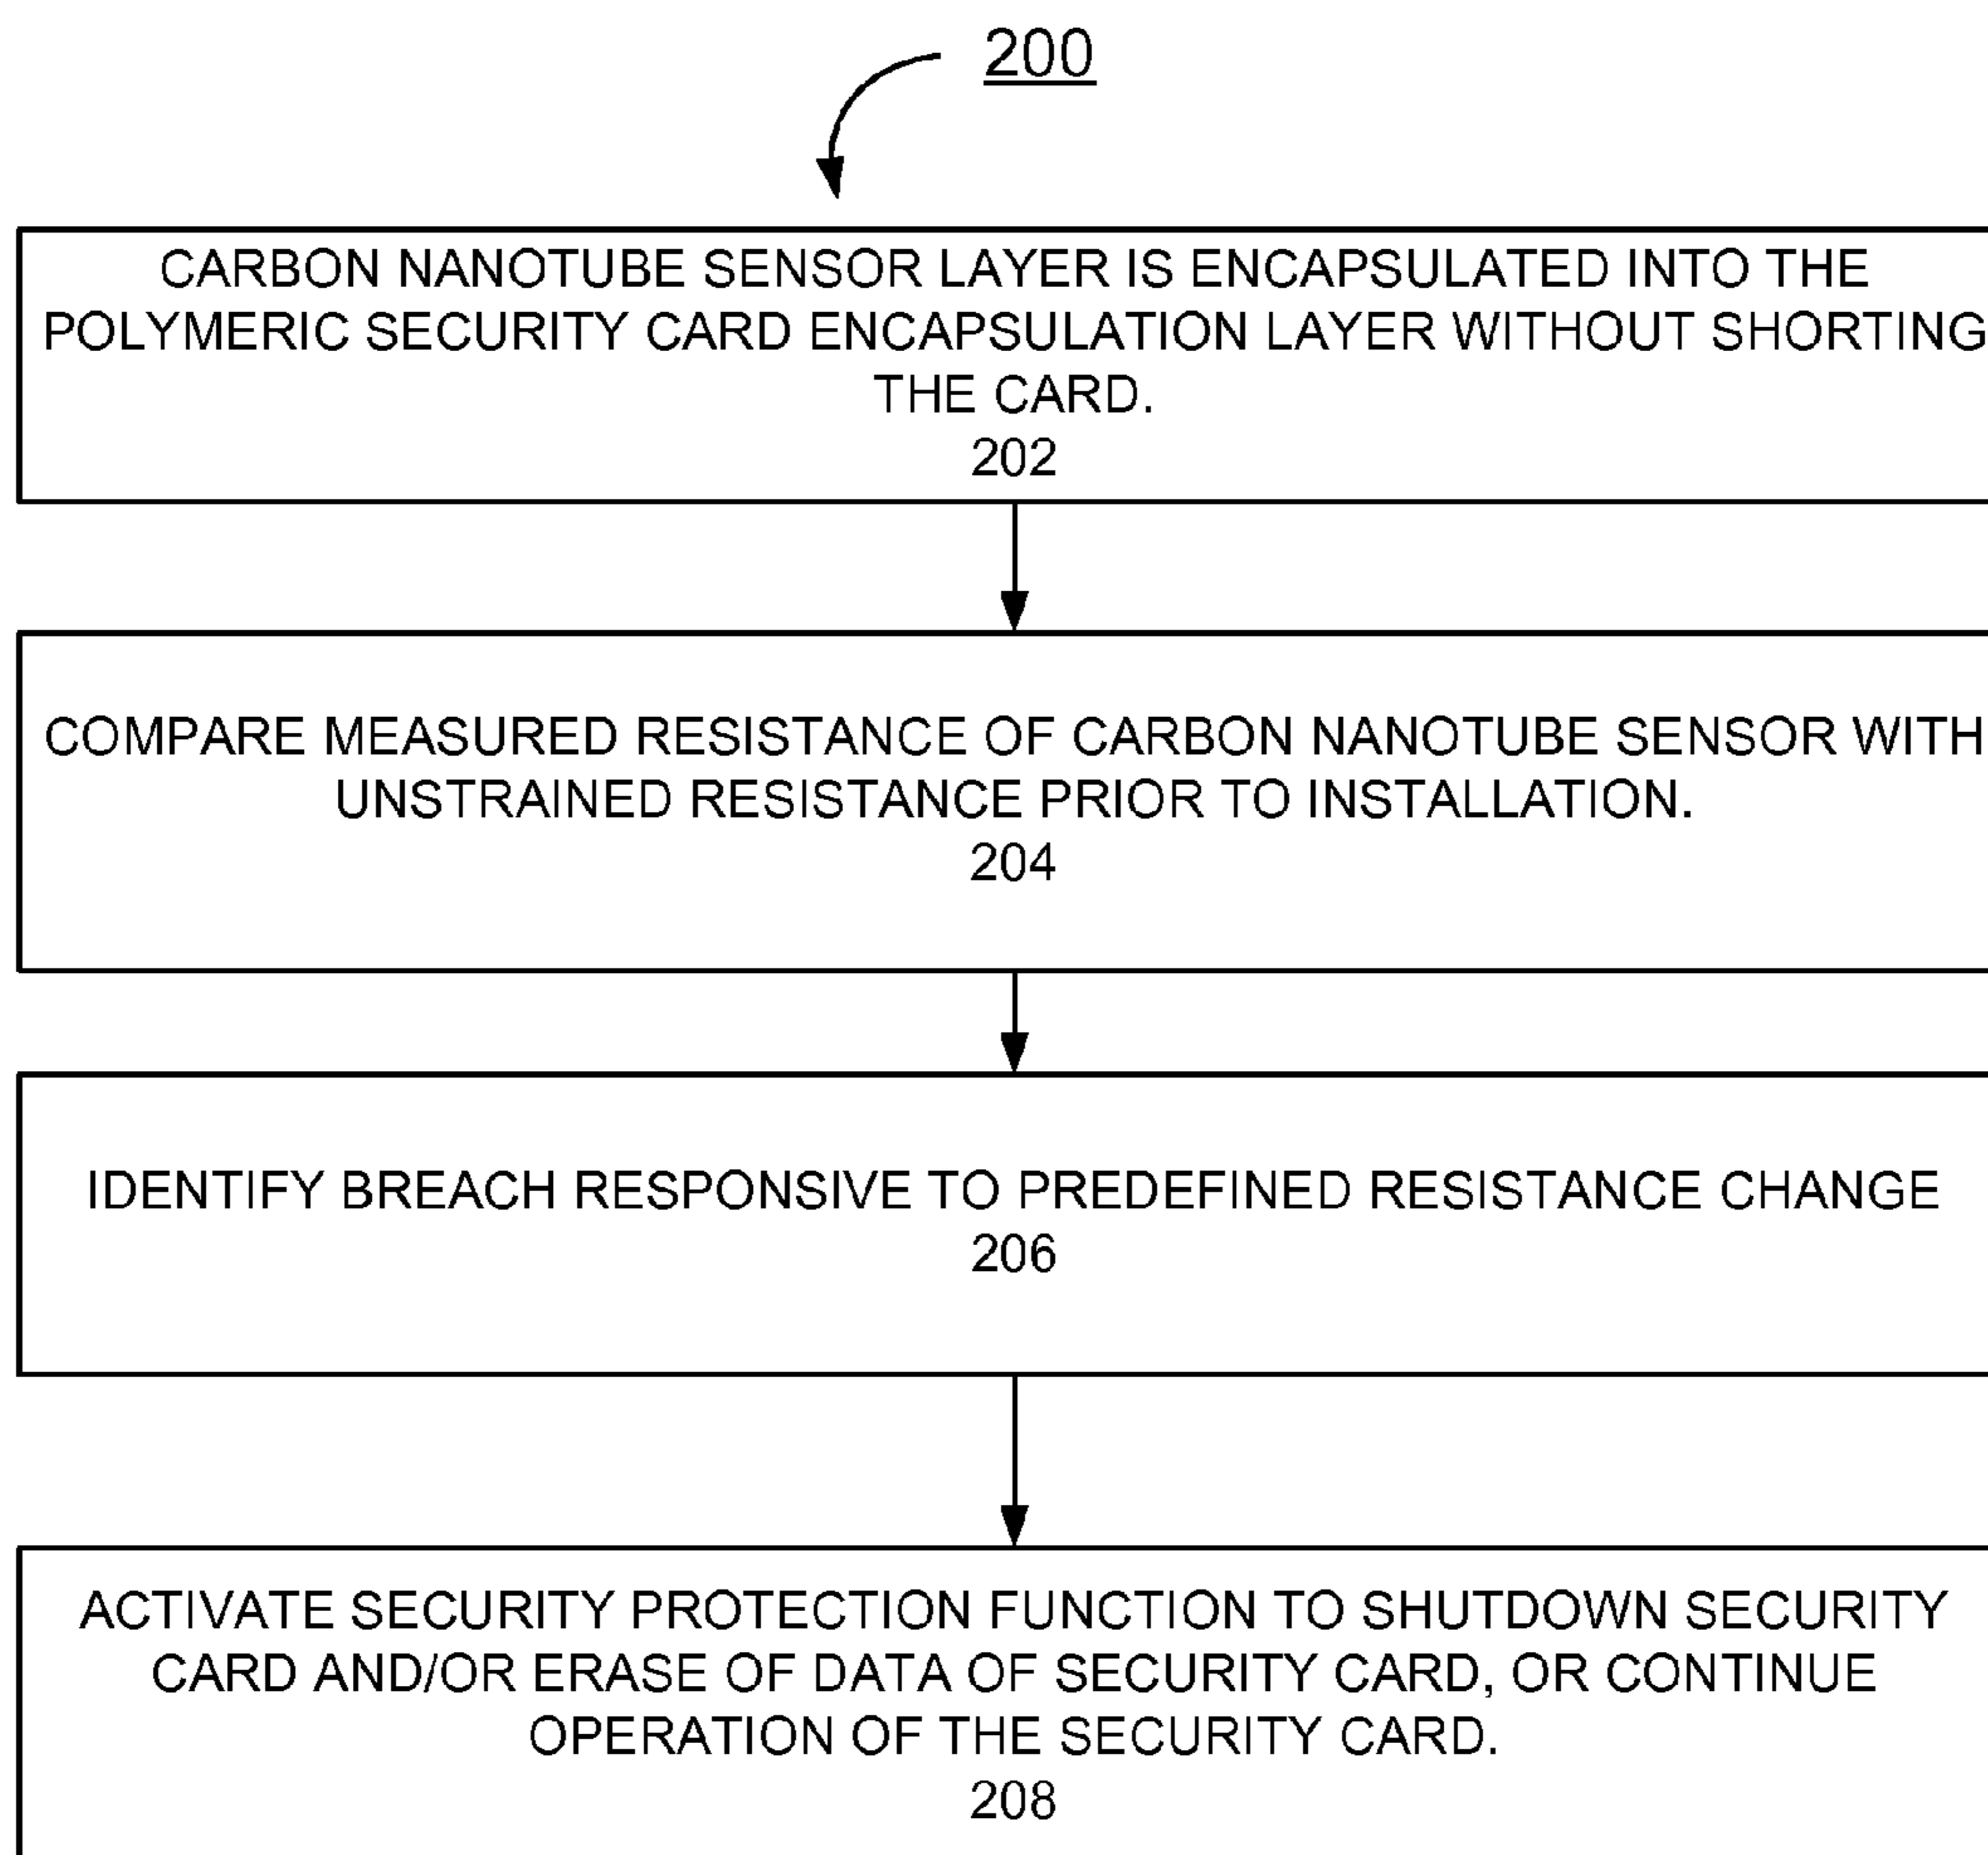 200
CARBON NANOTUBE SENSOR LAYER IS ENCAPSULATED INTO THE
POLYMERIC SECURITY CARD ENCAPSULATION LAYER WITHOUT SHORTING
THE CARD.
202
COMPARE MEASURED RESISTANCE OF CARBON NANOTUBE SENSOR WITH
UNSTRAINED RESISTANCE PRIOR TO INSTALLATION.
204
IDENTIFY BREACH RESPONSIVE TO PREDEFINED RESISTANCE CHANGE
206
ACTIVATE SECURITY PROTECTION FUNCTION TO SHUTDOWN SECURITY
CARD AND/OR ERASE OF DATA OF SECURITY CARD, OR CONTINUE
OPERATION OF THE SECURITY CARD.
208